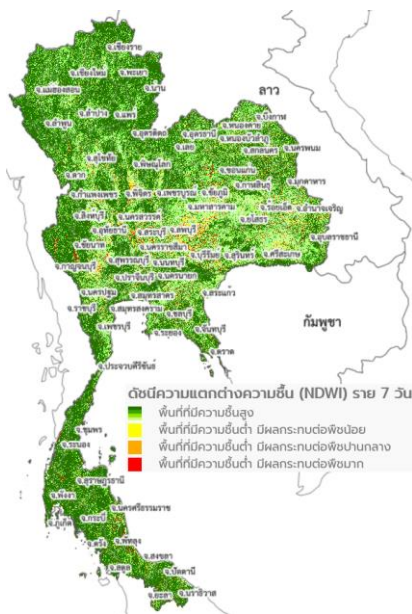 จ.เชียงราย
จ.เชียงใหม่
จ.พะเยา
จ.แม่ฮ่องสอน
จ.น่าน
จ.ลำปาง
จ.แพร่
จ.ลำพูน
ลาว
จ.บึงกาฬ
จ.อุตรดิตถ์
จ.อุดรธานี
จ.หนองคาย
จ.หนองบัวลำภู
จ.เลย
จ.สกลนคร
จ.นครพนม
จ.สุโขทัย
จ.พิษณุโลก
จ.ขอนแก่น
จ.ตาก
จ.กำแพงเพชร
จ.พิจิตร
จ.เพชรบูรณ์
จ.ชัยภูมิ
จ.กาฬสินธุ์
จ.มุกดาหาร
จ.มหาสารคาม
จ.ร้อยเอ็ด
จ.อำนาจเจริญ
จ.ยโสธร
จ.สิงห์บุรี
จ.นครสวรรค์
จ.อุทัยธานี
จ.สระบุรี
จ.ลพบุรี
จ.อุบลราชธานี
จ.ชัยนาท
จ.นครราชสีมา
จ.บุรีรัมย์
จ.สุรินทร์
จ.ศรีสะเกษ
จ.กาญจนบุรี
จ.สุพรรณบุรี
จ.นนทบุรี
จ.ปราจีนบุรี
จ.นครนายก
จ.นครปฐม
จ.สมุทรสาคร
จ.สระแก้ว
จ.ราชบุรี
จ.สมุทรสงคราม
จ.ชลบุรี
จ.เพชรบุรี
จ.ระยอง
จ.จันทบุรี
กัมพูชา
จ.ตราด
จ.ประจวบคีรีขันธ์
ดัชนีความแตกต่างความชื้น (NDWI) ราย 7 วัน
พื้นที่ที่มีความชื้นสูง
พื้นที่ที่มีความชื้นต่ำ มีผลกระทบต่อพืชน้อย
พื้นที่ที่มีความชื้นต่ำ มีผลกระทบต่อพืชปานกลาง
พื้นที่ที่มีความชื้นต่ำ มีผลกระทบต่อพืชมาก
จ.ชุมพร
จ.ระนอง
จ.สุราษฎร์ธานี
จ.พังงา
จ.นครศรีธรรมราช
จ.กระบี่
จ.ภูเก็ต
จ.ตรัง
จ.พัทลุง
จ.สงขลา
จ.สตูล
จ.ปัตตานี
จ.ยะลา
จ.นราธิวาส